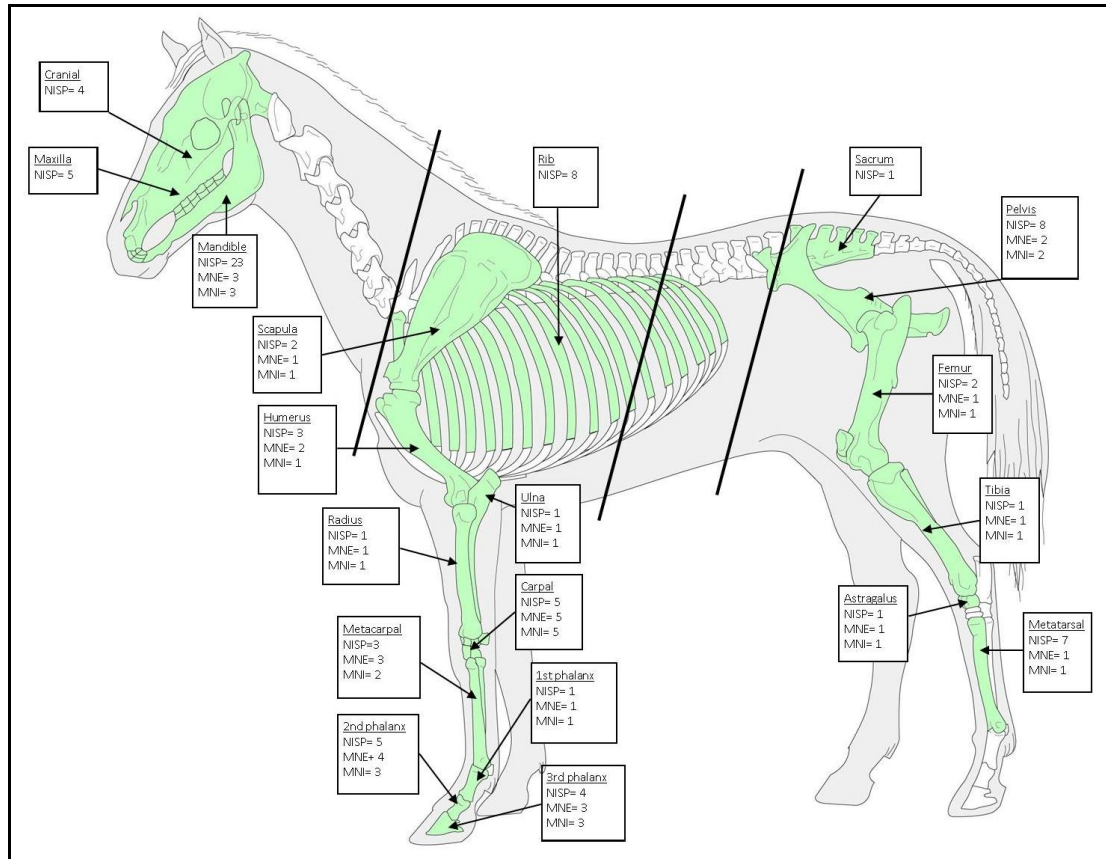 Cranial
NISP= 4
Maxilla
NISP= 5
Mandible
NISP= 23
MNE= 3
MNI= 3
Rib
NISP= 8
Sacrum
NISP= 1
Pelvis
NISP= 8
MNE= 2
MNI= 2
Scapula
NISP= 2
MNE= 1
MNI= 1
Humerus
NISP= 3
MNE= 2
MNI= 1
Femur
NISP= 2
MNE= 1
MNI= 1
Ulna
NISP= 1
MNE= 1
MNI= 1
Radius
NISP= 1
MNE= 1
MNI= 1
Tibia
NISP= 1
MNE= 1
MNI= 1
Carpal
NISP= 5
MNE= 5
MNI= 5
Astragalus
NISP= 1
MNE= 1
MNI= 1
Metacarpal
NISP=3
MNE= 3
MNI= 2
Metatarsal
NISP= 7
MNE= 1
MNI= 1
1st phalanx
NISP= 1
MNE= 1
MNI= 1
2nd phalanx
NISP= 5
MNE+ 4
MNI= 3
3rd phalanx
NISP= 4
MNE= 3
MNI= 3